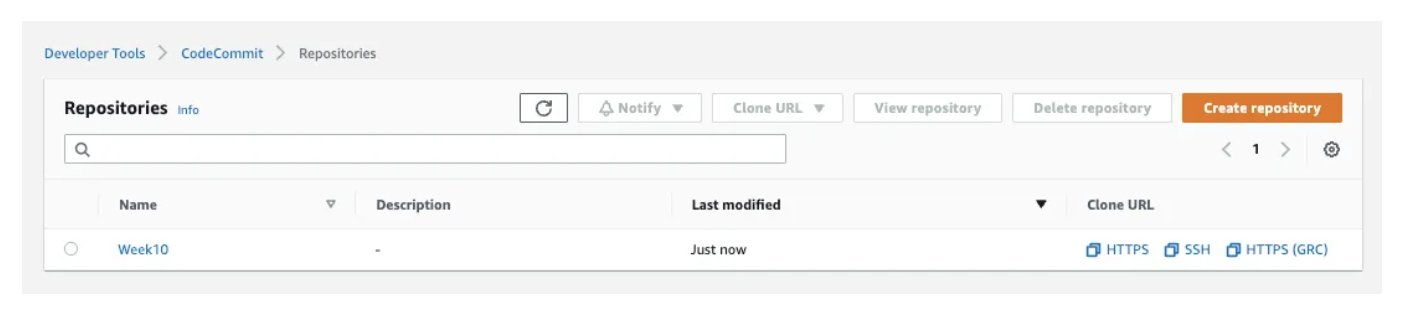 Developer Tools > CodeCommit > Repositories
Repositories Info Notify Clone URL View repository Delete repository Create repository
1
Name Description Last modified Clone URL
Week10 - Just now HTTPS SSH HTTPS (GRC)